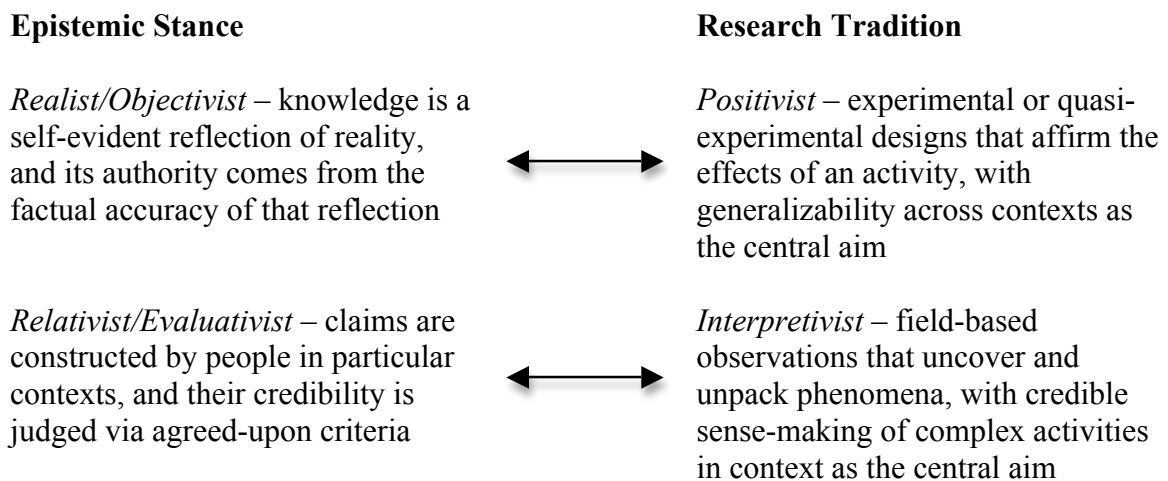 Epistemic Stance
Research Tradition
Realist/Objectivist – knowledge is a
self-evident reflection of reality,
and its authority comes from the
factual accuracy of that reflection
Positivist – experimental or quasi-
experimental designs that affirm the
effects of an activity, with
generalizability across contexts as
the central aim
Relativist/Evaluativist – claims are
constructed by people in particular
contexts, and their credibility is
judged via agreed-upon criteria
Interpretivist – field-based
observations that uncover and
unpack phenomena, with credible
sense-making of complex activities
in context as the central aim